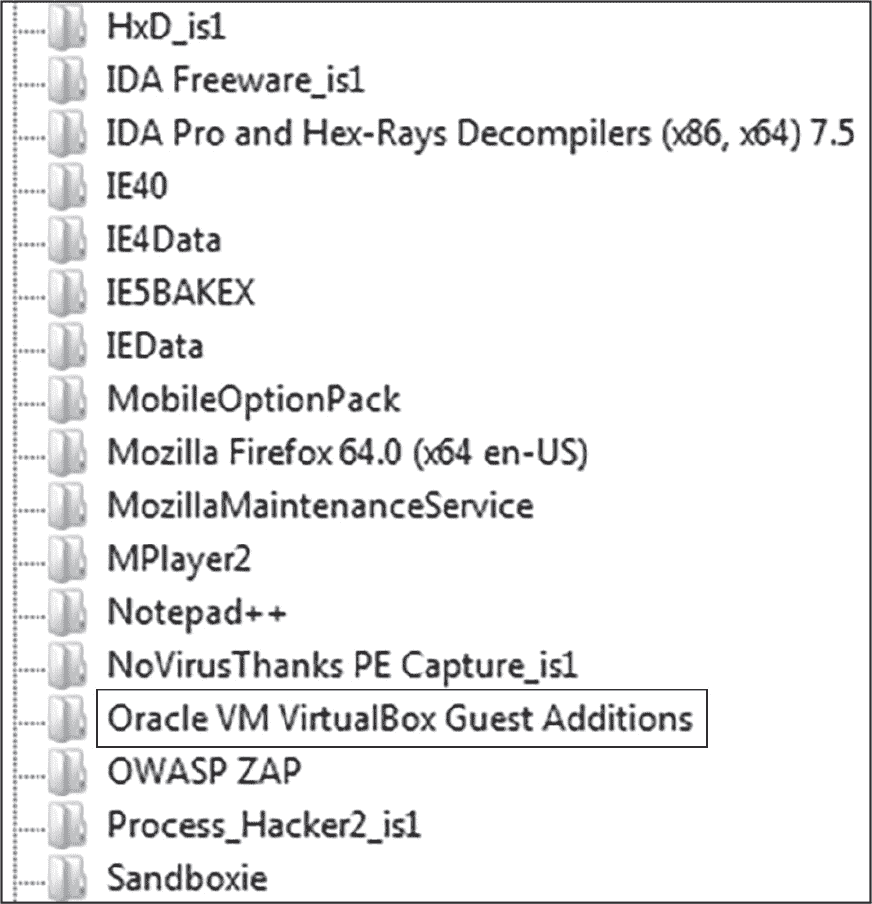 HxD_is1
IDA Freeware_is1
IDA Pro and Hex-Rays Decompilers (x86, x64) 7.5
IE40
IE4Data
IE5BAKEX
IEData
MobileOptionPack
Mozilla Firefox 64.0 (x64 en-US)
MozillaMaintenanceService
MPlayer2
Notepad++
NoVirusThanks PE Capture_is1
Oracle VM VirtualBox Guest Additions
OWASP ZAP
Process_Hacker2_is1
Sandboxie